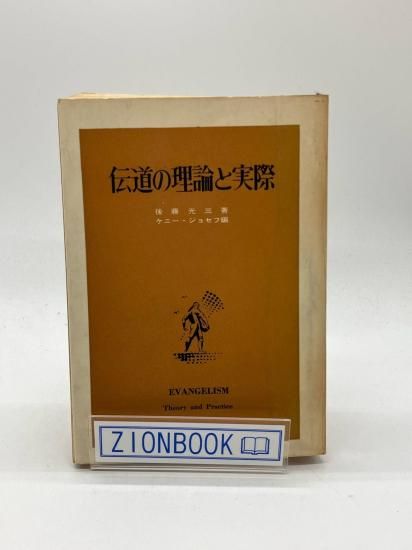 伝道の理論と実際
後藤光三著
ケニー・ジョセフ編
EVANGELISM
Theory and Practice
ZIONBOOK